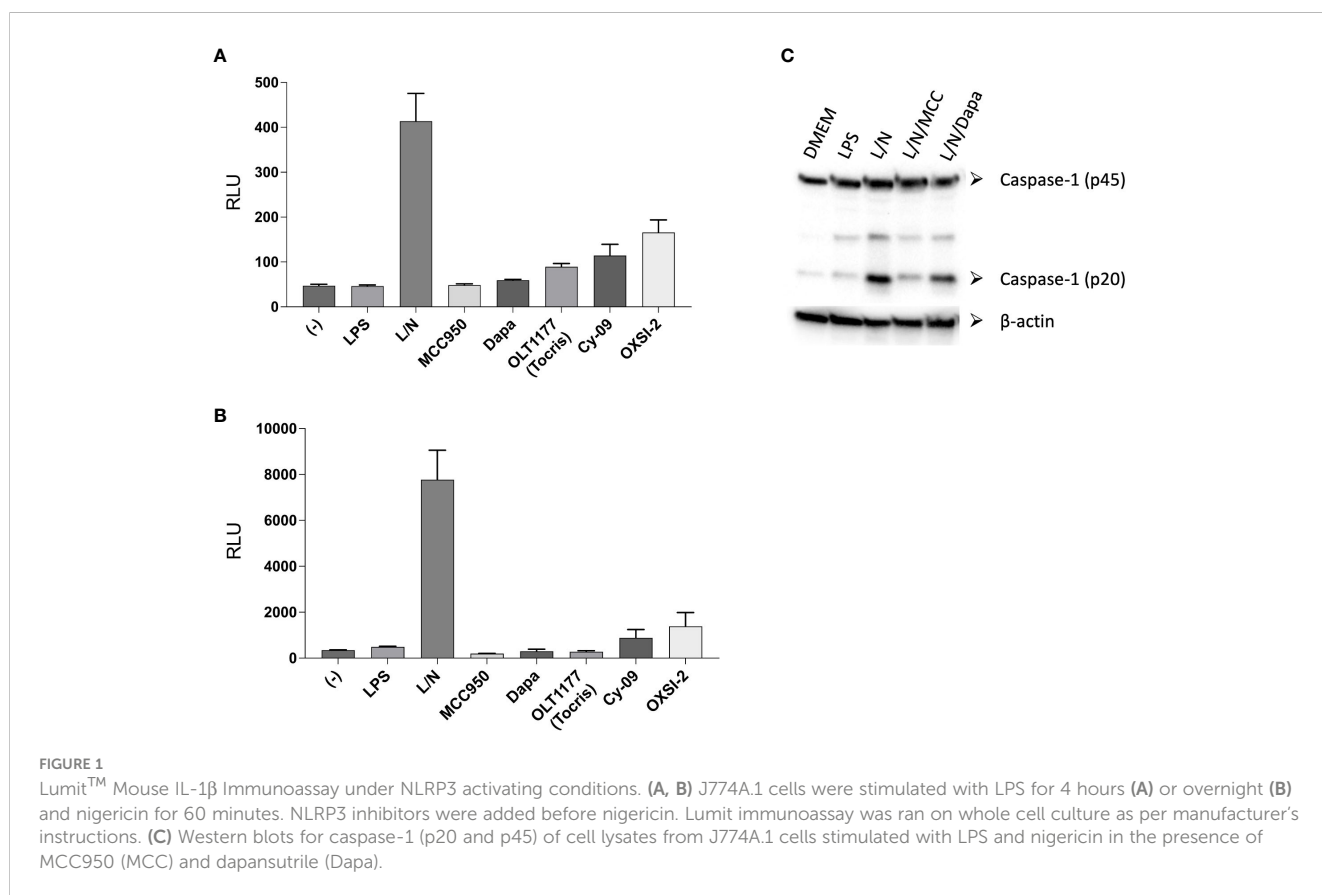 A
500
400
300
200
100
0
RLU
(-)
LPS
L/N
MCC950
Dapa
OLT1177
(Tocris)
Cy-09
OXSI-2
B
10000
8000
6000
4000
2000
0
RLU
(-)
LPS
L/N
MCC950
Dapa
OLT1177
(Tocris)
Cy-09
OXSI-2
C
DMEM
LPS
L/N
L/N/MCC
L/N/Dapa
Caspase-1 (p45)
Caspase-1 (p20)
β-actin
FIGURE 1
Lumit™ Mouse IL-1β Immunoassay under NLRP3 activating conditions. (A, B) J774A.1 cells were stimulated with LPS for 4 hours (A) or overnight (B)
and nigericin for 60 minutes. NLRP3 inhibitors were added before nigericin. Lumit immunoassay was ran on whole cell culture as per manufacturer’s
instructions. (C) Western blots for caspase-1 (p20 and p45) of cell lysates from J774A.1 cells stimulated with LPS and nigericin in the presence of
MCC950 (MCC) and dapansutrile (Dapa).